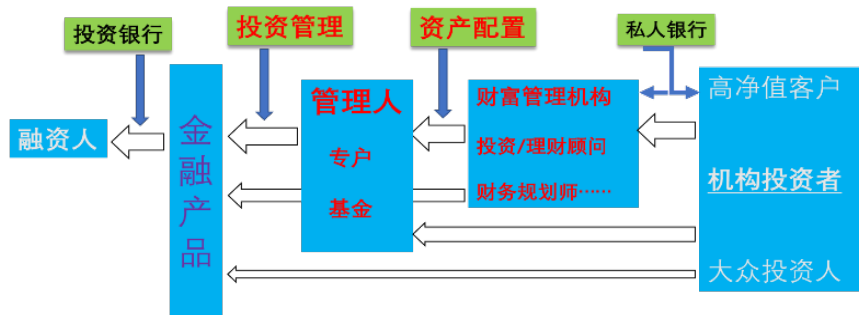 投资银行
投资管理
资产配置
私人银行
融资人
金融产品
管理人
专户
基金
财富管理机构
投资/理财顾问
财务规划师……
高净值客户
机构投资者
大众投资人